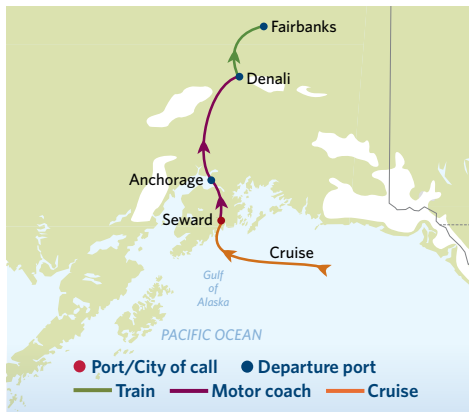 Fairbanks
Denali
Anchorage
Seward
Cruise
Gulf
of
Alaska
PACIFIC OCEAN
Port/City of call Departure port
Train Motor coach Cruise